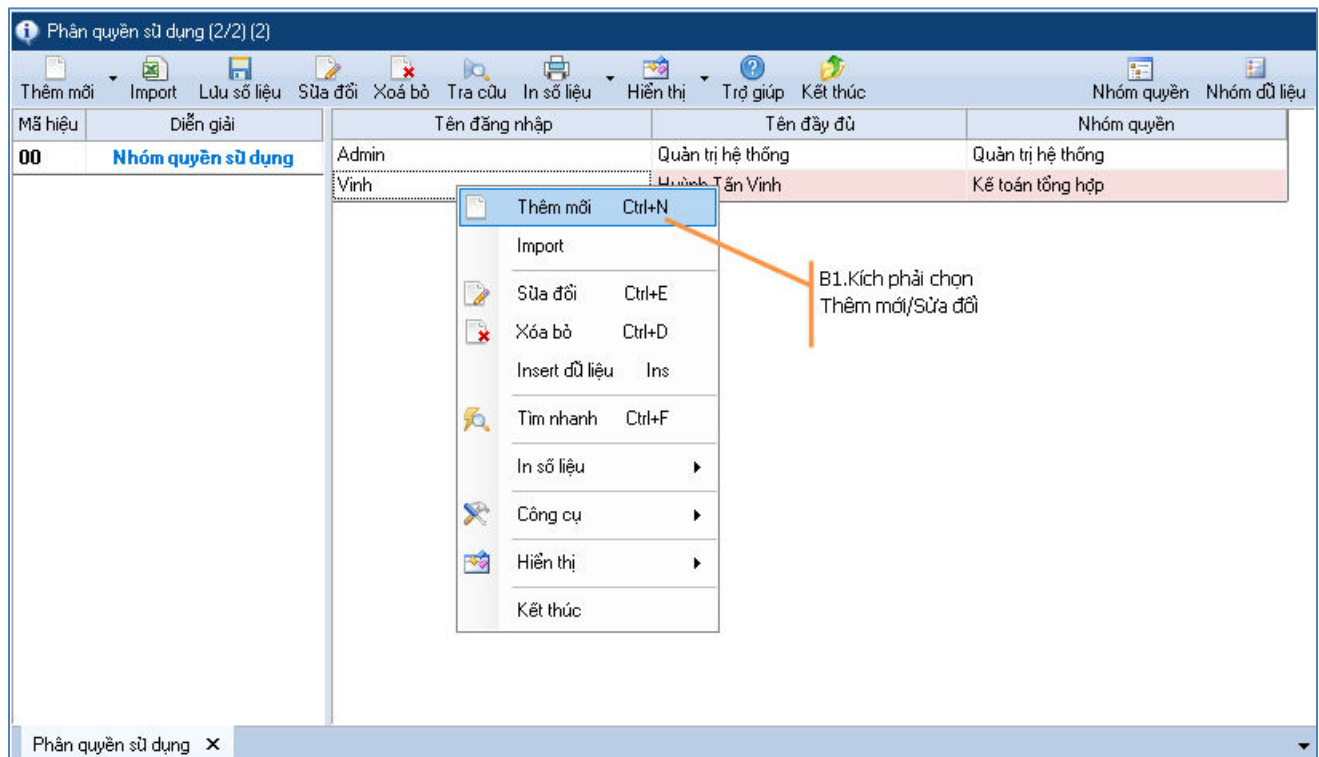 Phân quyền sử dụng (2/2) (2)
Thêm mới Import Lưu số liệu Sửa đổi Xoá bỏ Tra cứu In số liệu Hiển thị Trợ giúp Kết thúc Nhóm quyền Nhóm dữ liệu
Mã hiệu Diễn giải Tên đăng nhập Tên đầy đủ Nhóm quyền
00 Nhóm quyền sử dụng Admin Quản trị hệ thống Quản trị hệ thống
Vinh Huỳnh Tấn Vinh Kế toán tổng hợp
Thêm mới Ctrl+N
Import
Sửa đổi Ctrl+E
Xóa bỏ Ctrl+D
Insert dữ liệu Ins
Tìm nhanh Ctrl+F
In số liệu
Công cụ
Hiển thị
Kết thúc
B1.Kích phải chọn
Thêm mới/Sửa đổi
Phân quyền sử dụng